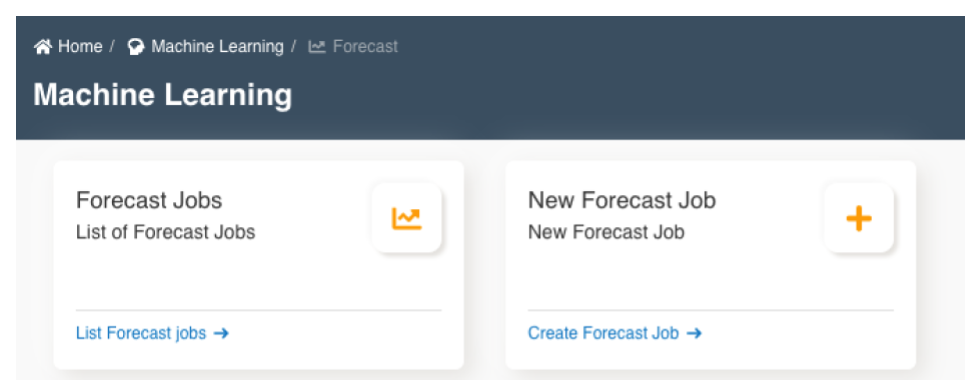 Home / Machine Learning / Forecast
Machine Learning
Forecast Jobs
List of Forecast Jobs
List Forecast jobs →
New Forecast Job
New Forecast Job
Create Forecast Job →